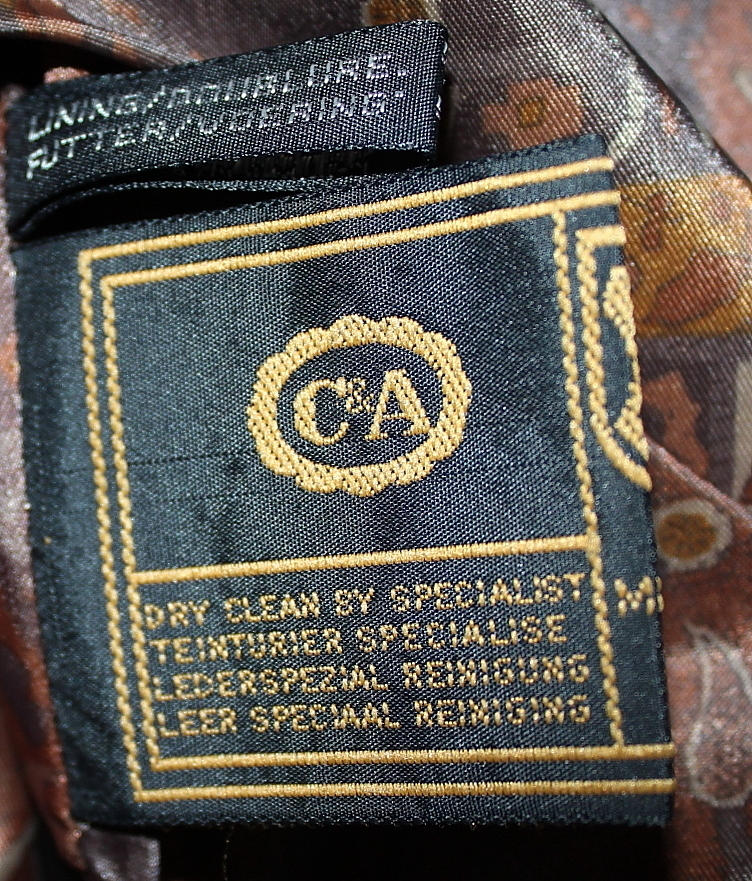 LINING/DOUBLURE.
FUTTER/VOERING:
C&A
DRY CLEAN BY SPECIALIST
TEINTURIER SPECIALISE
LEDERSPEZIAL REINIGUNG
LEER SPECIAAL REINIGING